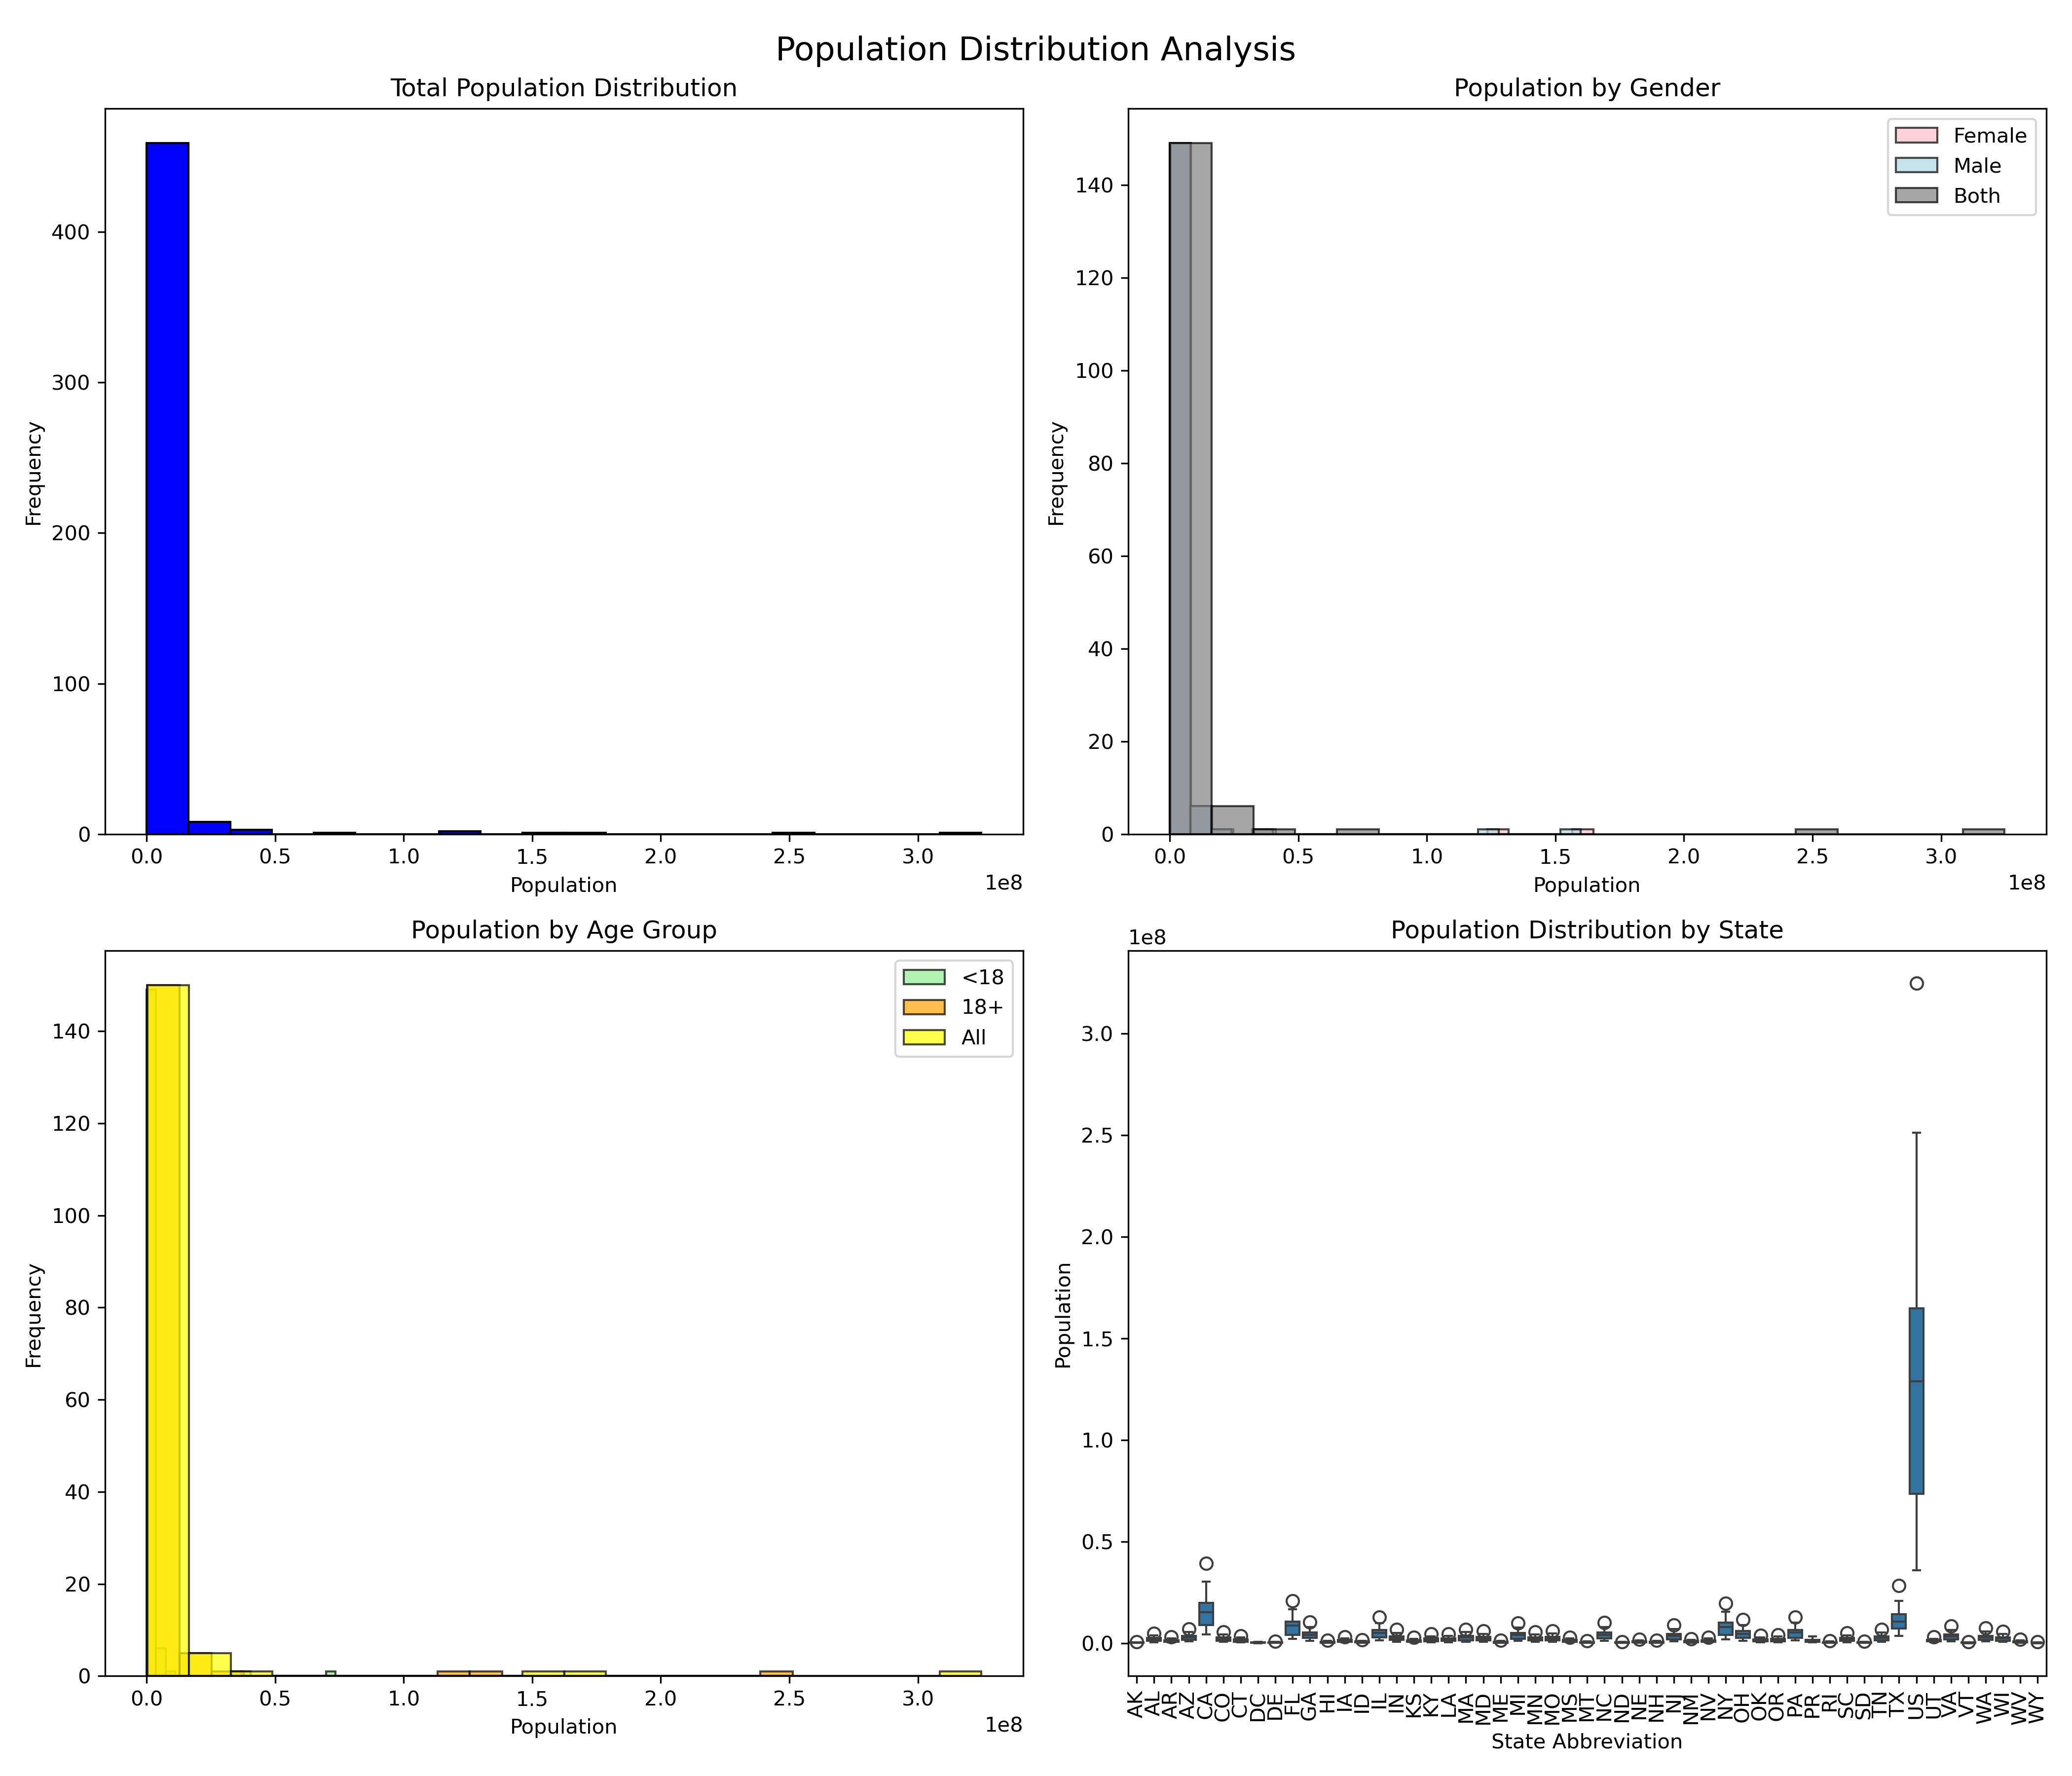 Population Distribution Analysis
Total Population Distribution
Frequency
400
300
200
100
0
0.0 0.5 1.0 1.5 2.0 2.5 3.0
1e8
Population
Population by Gender
Female
Male
Both
Frequency
140
120
100
80
60
40
20
0
0.0 0.5 1.0 1.5 2.0 2.5 3.0
1e8
Population
Population by Age Group
<18
18+
All
Frequency
140
120
100
80
60
40
20
0
0.0 0.5 1.0 1.5 2.0 2.5 3.0
1e8
Population
Population Distribution by State
1e8
Population
3.0
2.5
2.0
1.5
1.0
0.5
0.0
AK AL AR AZ CA CO CT DC DE FL GA HI IA ID IL IN KS KY LA MA MD ME MI MN MO MS MT NC ND NE NH NJ NM NV NY OH OK OR PA PR RI SC SD TN TX US UT VA VT WA WI WV WY
State Abbreviation